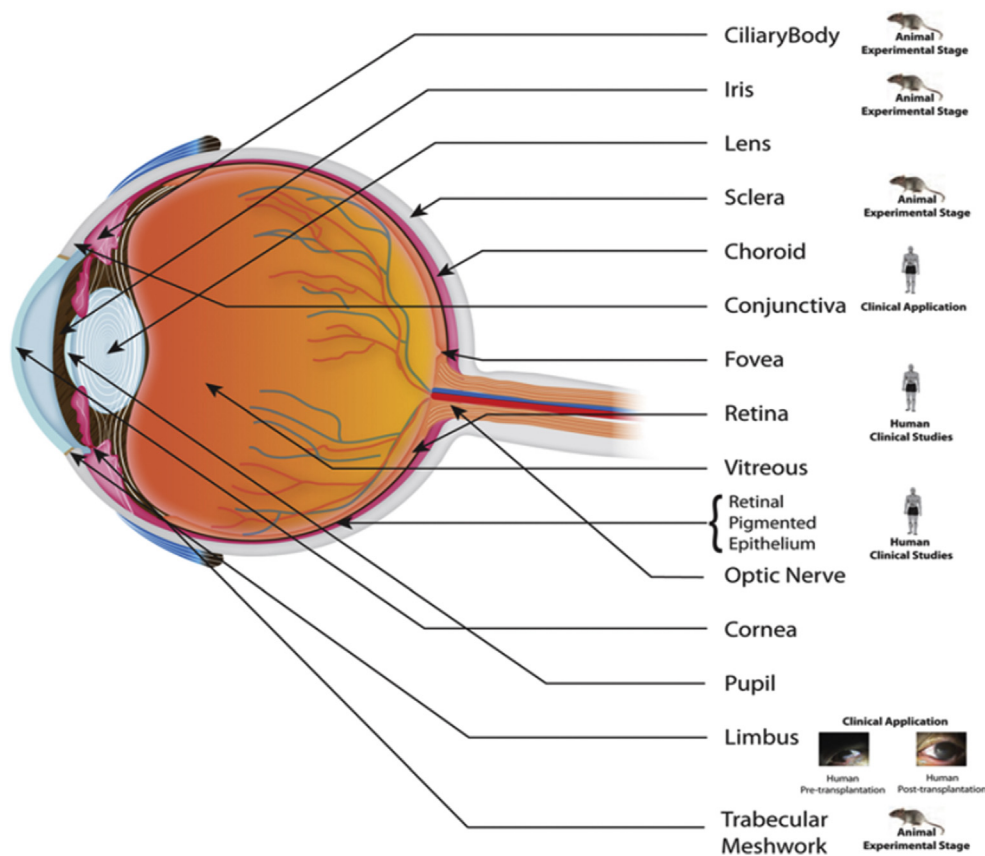 CiliaryBody
Animal
Experimental Stage
Iris
Animal
Experimental Stage
Lens
Sclera
Animal
Experimental Stage
Choroid
Conjunctiva
Clinical Application
Fovea
Retina
Human
Clinical Studies
Vitreous
{ Retinal
Pigmented
Epithelium
Human
Clinical Studies
Optic Nerve
Cornea
Pupil
Limbus
Clinical Application
Human
Pre-transplantation
Human
Post-transplantation
Trabecular
Meshwork
Animal
Experimental Stage